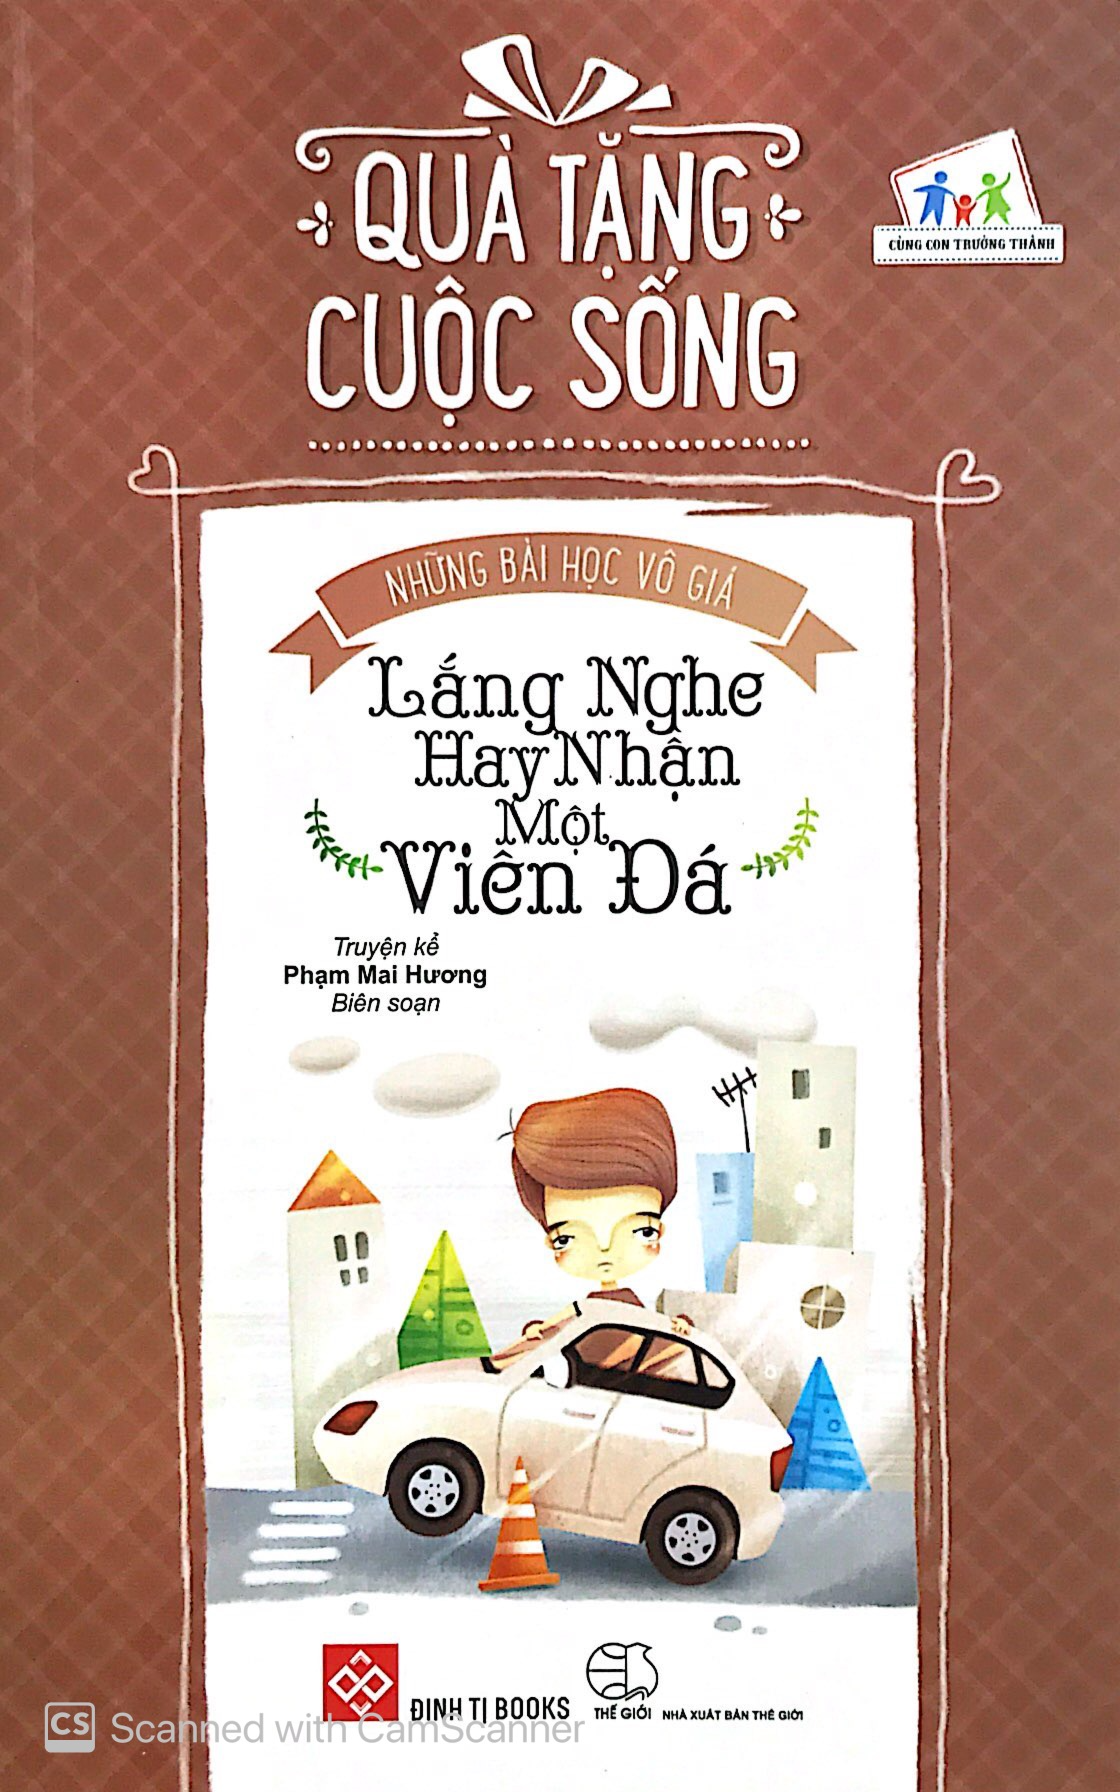 QUÀ TẶNG
CUỘC SỐNG
CÙNG CON TRƯỞNG THÀNH
NHỮNG BÀI HỌC VÔ GIÁ
Lắng Nghe
Hay Nhận
Một
Viên Đá
Truyện kể
Phạm Mai Hương
Biên soạn
ĐINH TỊ BOOKS
THẾ GIỚI
NHÀ XUẤT BẢN THẾ GIỚI
CS Scanned with CamScanner